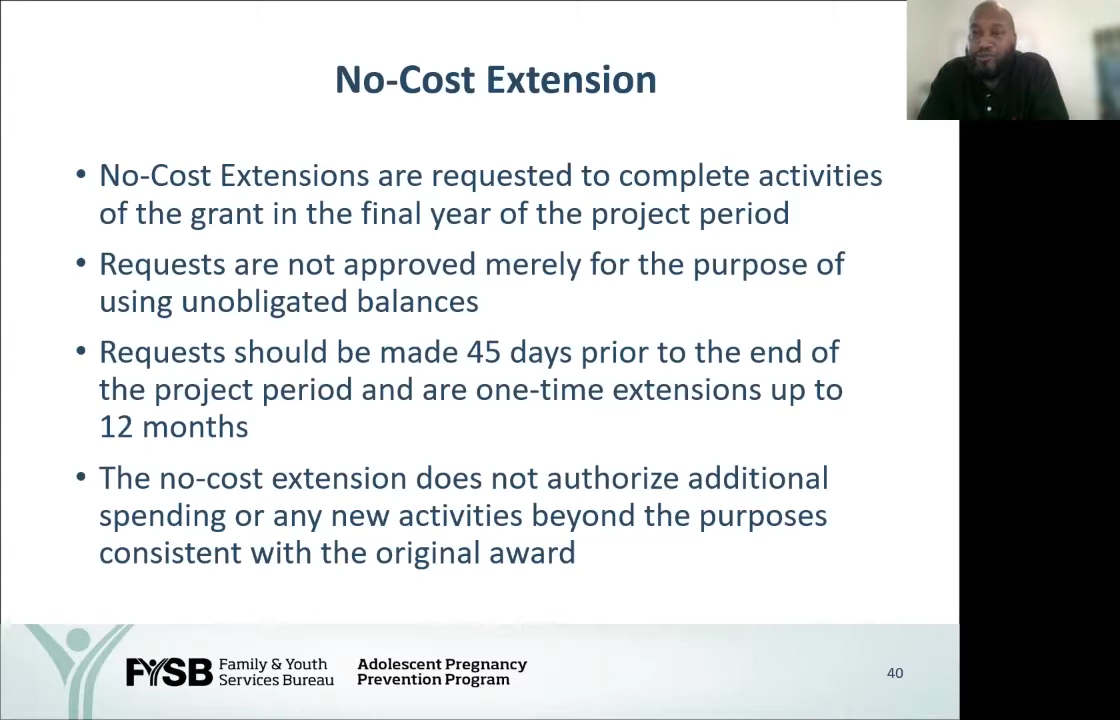 No-Cost Extension
• No-Cost Extensions are requested to complete activities
of the grant in the final year of the project period
• Requests are not approved merely for the purpose of
using unobligated balances
• Requests should be made 45 days prior to the end of
the project period and are one-time extensions up to
12 months
• The no-cost extension does not authorize additional
spending or any new activities beyond the purposes
consistent with the original award
FYSB
Family & Youth
Services Bureau
Adolescent Pregnancy
Prevention Program
40